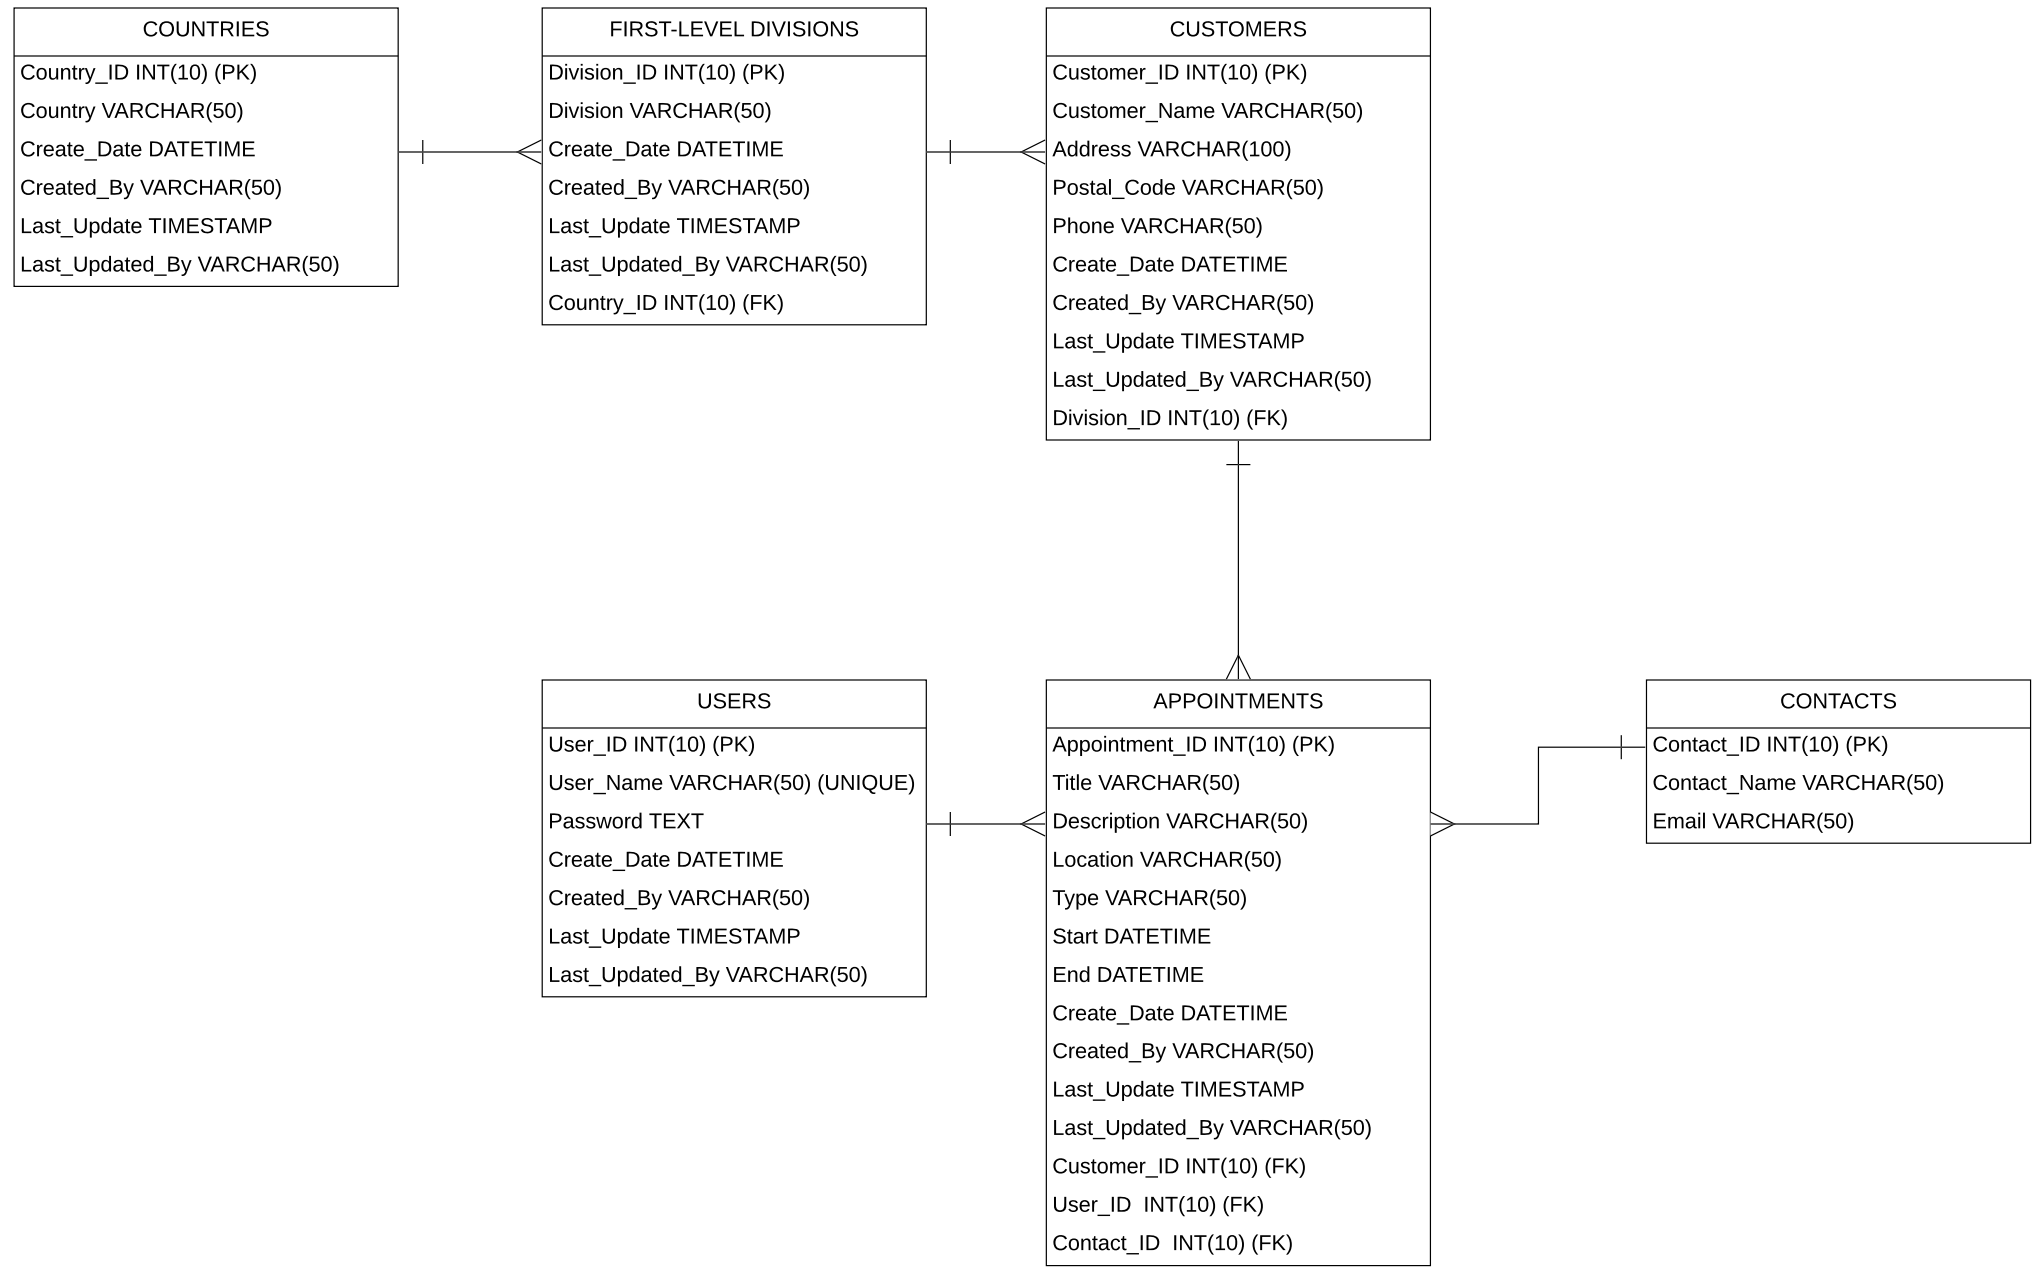 COUNTRIES
Country_ID INT(10) (PK)
Country VARCHAR(50)
Create_Date DATETIME
Created_By VARCHAR(50)
Last_Update TIMESTAMP
Last_Updated_By VARCHAR(50)
FIRST-LEVEL DIVISIONS
Division_ID INT(10) (PK)
Division VARCHAR(50)
Create_Date DATETIME
Created_By VARCHAR(50)
Last_Update TIMESTAMP
Last_Updated_By VARCHAR(50)
Country_ID INT(10) (FK)
CUSTOMERS
Customer_ID INT(10) (PK)
Customer_Name VARCHAR(50)
Address VARCHAR(100)
Postal_Code VARCHAR(50)
Phone VARCHAR(50)
Create_Date DATETIME
Created_By VARCHAR(50)
Last_Update TIMESTAMP
Last_Updated_By VARCHAR(50)
Division_ID INT(10) (FK)
USERS
User_ID INT(10) (PK)
User_Name VARCHAR(50) (UNIQUE)
Password TEXT
Create_Date DATETIME
Created_By VARCHAR(50)
Last_Update TIMESTAMP
Last_Updated_By VARCHAR(50)
APPOINTMENTS
Appointment_ID INT(10) (PK)
Title VARCHAR(50)
Description VARCHAR(50)
Location VARCHAR(50)
Type VARCHAR(50)
Start DATETIME
End DATETIME
Create_Date DATETIME
Created_By VARCHAR(50)
Last_Update TIMESTAMP
Last_Updated_By VARCHAR(50)
Customer_ID INT(10) (FK)
User_ID  INT(10) (FK)
Contact_ID  INT(10) (FK)
CONTACTS
Contact_ID INT(10) (PK)
Contact_Name VARCHAR(50)
Email VARCHAR(50)